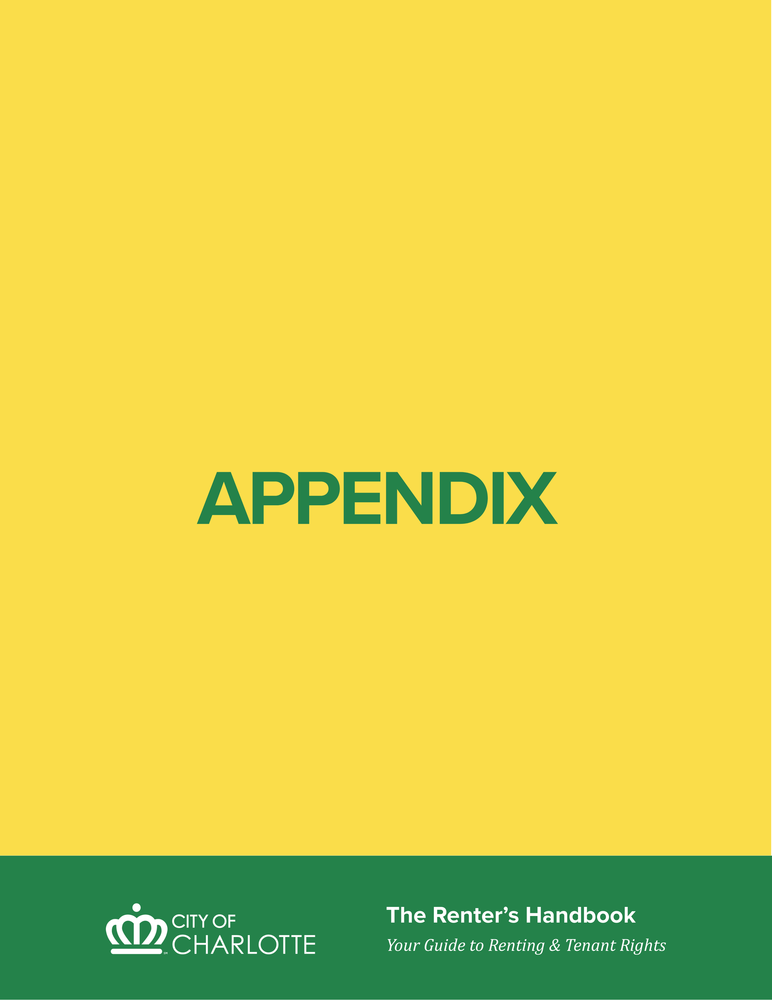 APPENDIX
CITY OF
CHARLOTTE
SM
The Renter’s Handbook
Your Guide to Renting & Tenant Rights